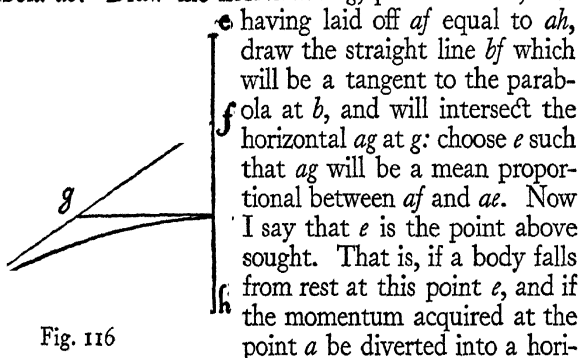 e having laid off af equal to ah,
draw the straight line bf which
will be a tangent to the parab-
f ola at b, and will intersect the
horizontal ag at g: choose e such
that ag will be a mean propor-
g tional between af and ae. Now
I say that e is the point above
sought. That is, if a body falls
h from rest at this point e, and if
the momentum acquired at the
Fig. 116
point a be diverted into a hori-